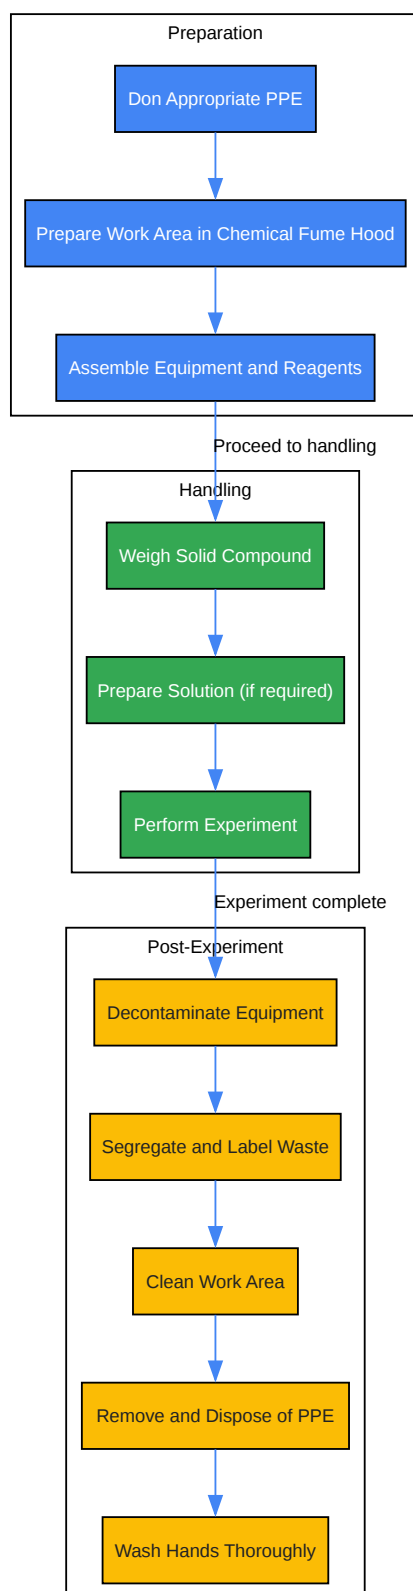 Preparation
Don Appropriate PPE
Prepare Work Area in Chemical Fume Hood
Assemble Equipment and Reagents
Proceed to handling
Handling
Weigh Solid Compound
Prepare Solution (if required)
Perform Experiment
Experiment complete
Post-Experiment
Decontaminate Equipment
Segregate and Label Waste
Clean Work Area
Remove and Dispose of PPE
Wash Hands Thoroughly